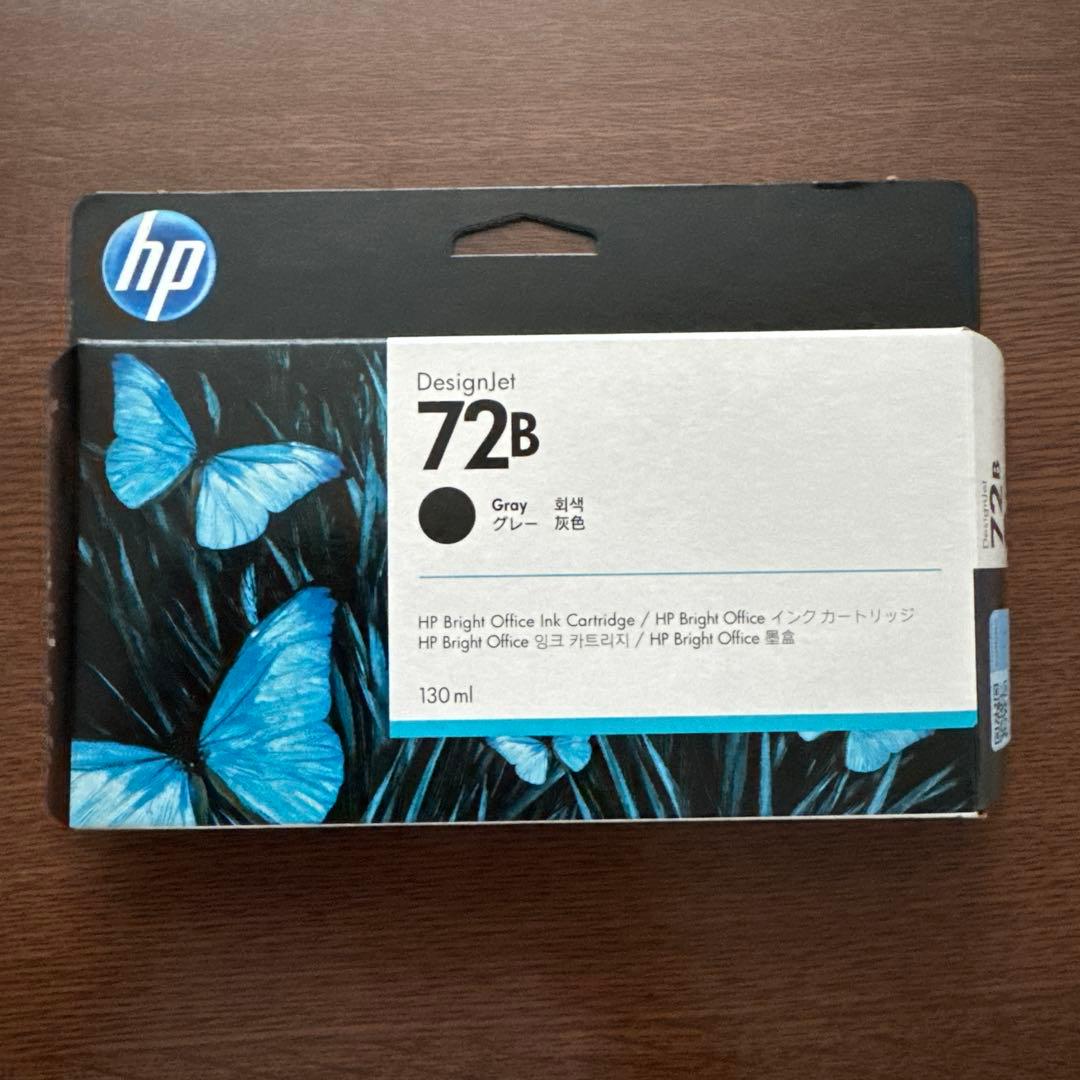 hp
DesignJet
72B
Gray 회색
グレー 灰色
HP Bright Office Ink Cartridge / HP Bright Office インク カートリッジ
HP Bright Office 잉크 카트리지 / HP Bright Office 墨盒
130 ml
DesignJet
72B